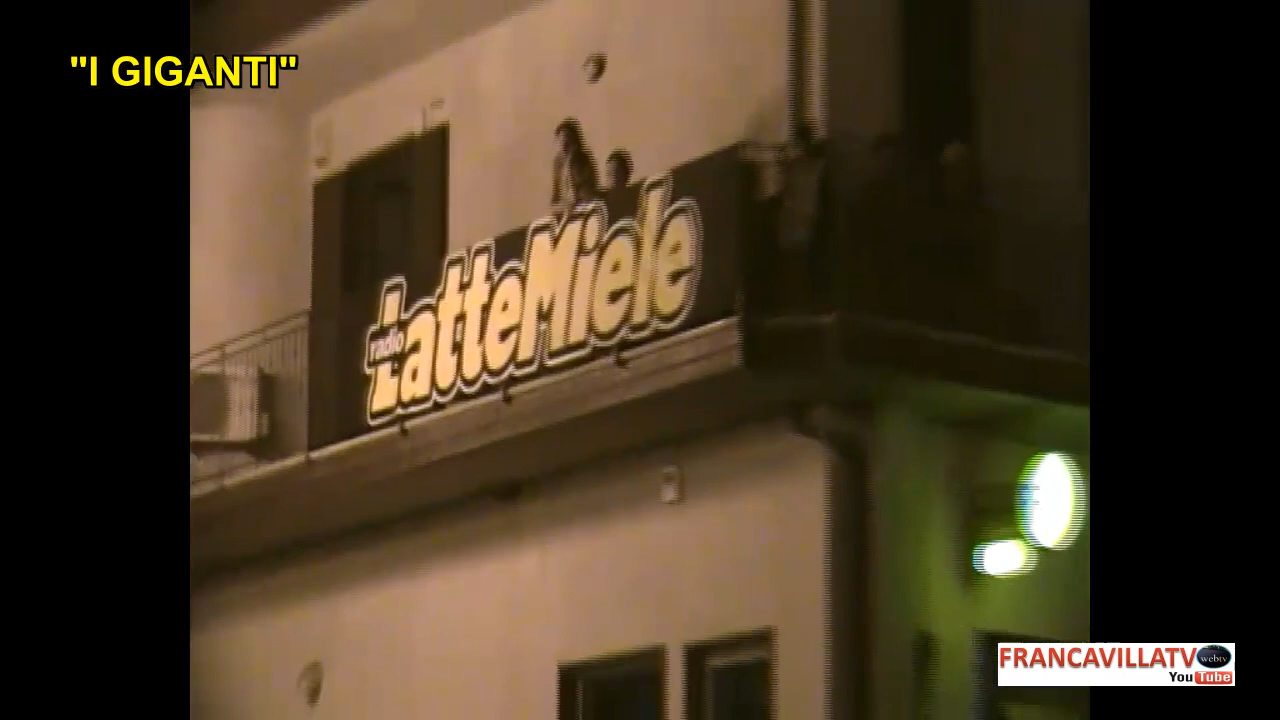 "I GIGANTI"
radio
LatteMiele
FRANCAVILLATV
webtv
YouTube